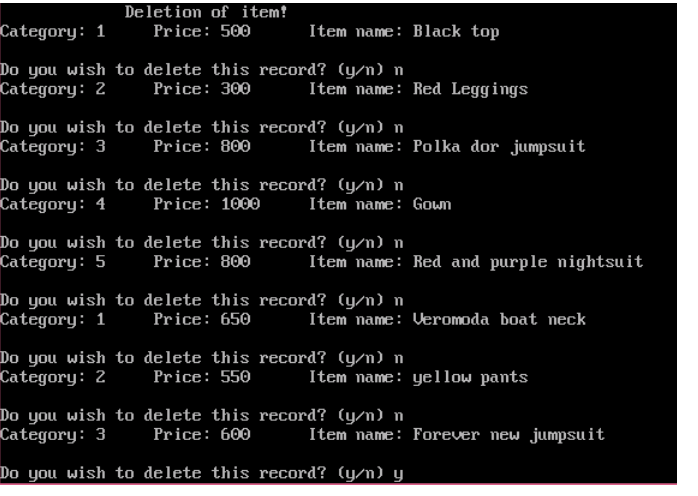 Deletion of item!
Category: 1 Price: 500 Item name: Black top
Do you wish to delete this record? (y/n) n
Category: 2 Price: 300 Item name: Red Leggings
Do you wish to delete this record? (y/n) n
Category: 3 Price: 800 Item name: Polka dor jumpsuit
Do you wish to delete this record? (y/n) n
Category: 4 Price: 1000 Item name: Gown
Do you wish to delete this record? (y/n) n
Category: 5 Price: 800 Item name: Red and purple nightsuit
Do you wish to delete this record? (y/n) n
Category: 1 Price: 650 Item name: Veromoda boat neck
Do you wish to delete this record? (y/n) n
Category: 2 Price: 550 Item name: yellow pants
Do you wish to delete this record? (y/n) n
Category: 3 Price: 600 Item name: Forever new jumpsuit
Do you wish to delete this record? (y/n) y